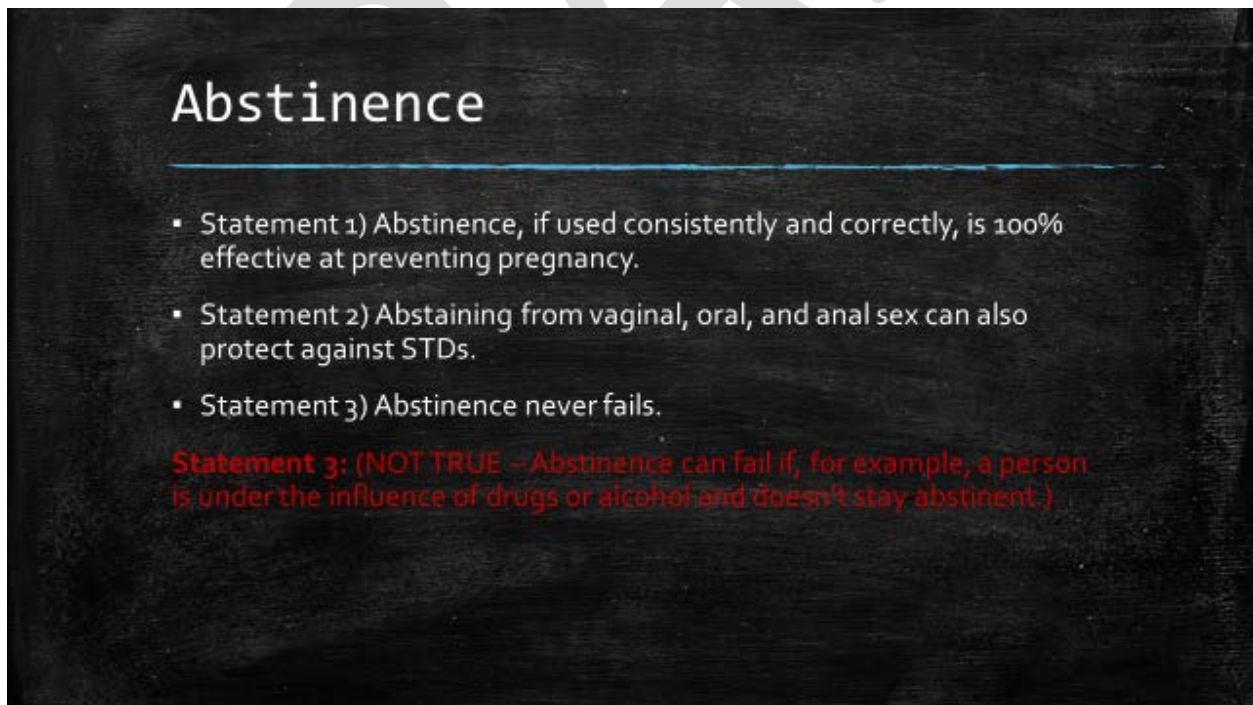 Abstinence
▪ Statement 1) Abstinence, if used consistently and correctly, is 100%
effective at preventing pregnancy.
▪ Statement 2) Abstaining from vaginal, oral, and anal sex can also
protect against STDs.
▪ Statement 3) Abstinence never fails.
Statement 3: (NOT TRUE – Abstinence can fail if, for example, a person
is under the influence of drugs or alcohol and doesn't stay abstinent.)